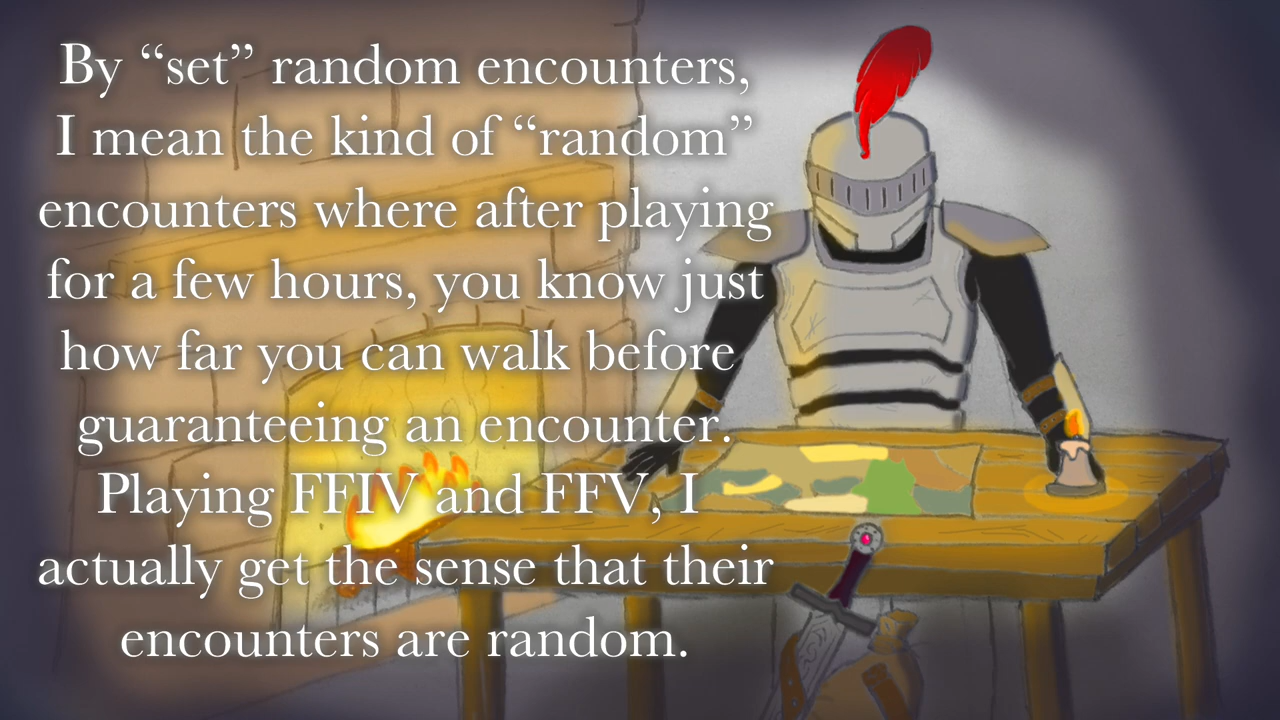 By “set” random encounters,
I mean the kind of “random”
encounters where after playing
for a few hours, you know just
how far you can walk before
guaranteeing an encounter.
Playing FFIV and FFV, I
actually get the sense that their
encounters are random.